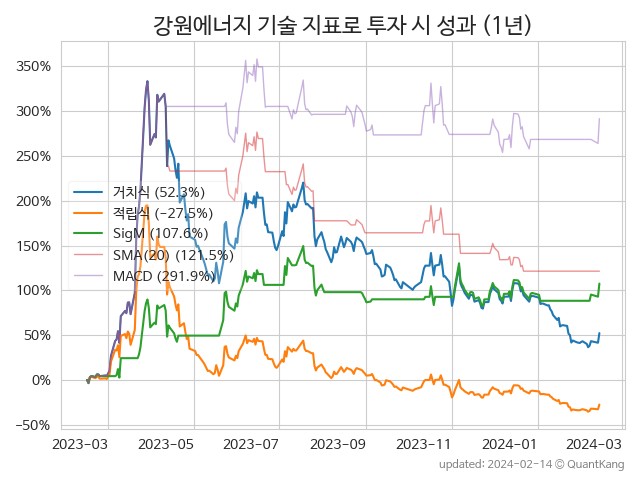 강원에너지 기술 지표로 투자 시 성과 (1년)
350%
300%
250%
200%
150%
100%
50%
0%
−50%
거치식 (52.3%)
적립식 (−27.5%)
SigM (107.6%)
SMA(20) (121.5%)
MACD (291.9%)
2023-03
2023-05
2023-07
2023-09
2023-11
2024-01
2024-03
updated: 2024-02-14 © QuantKang